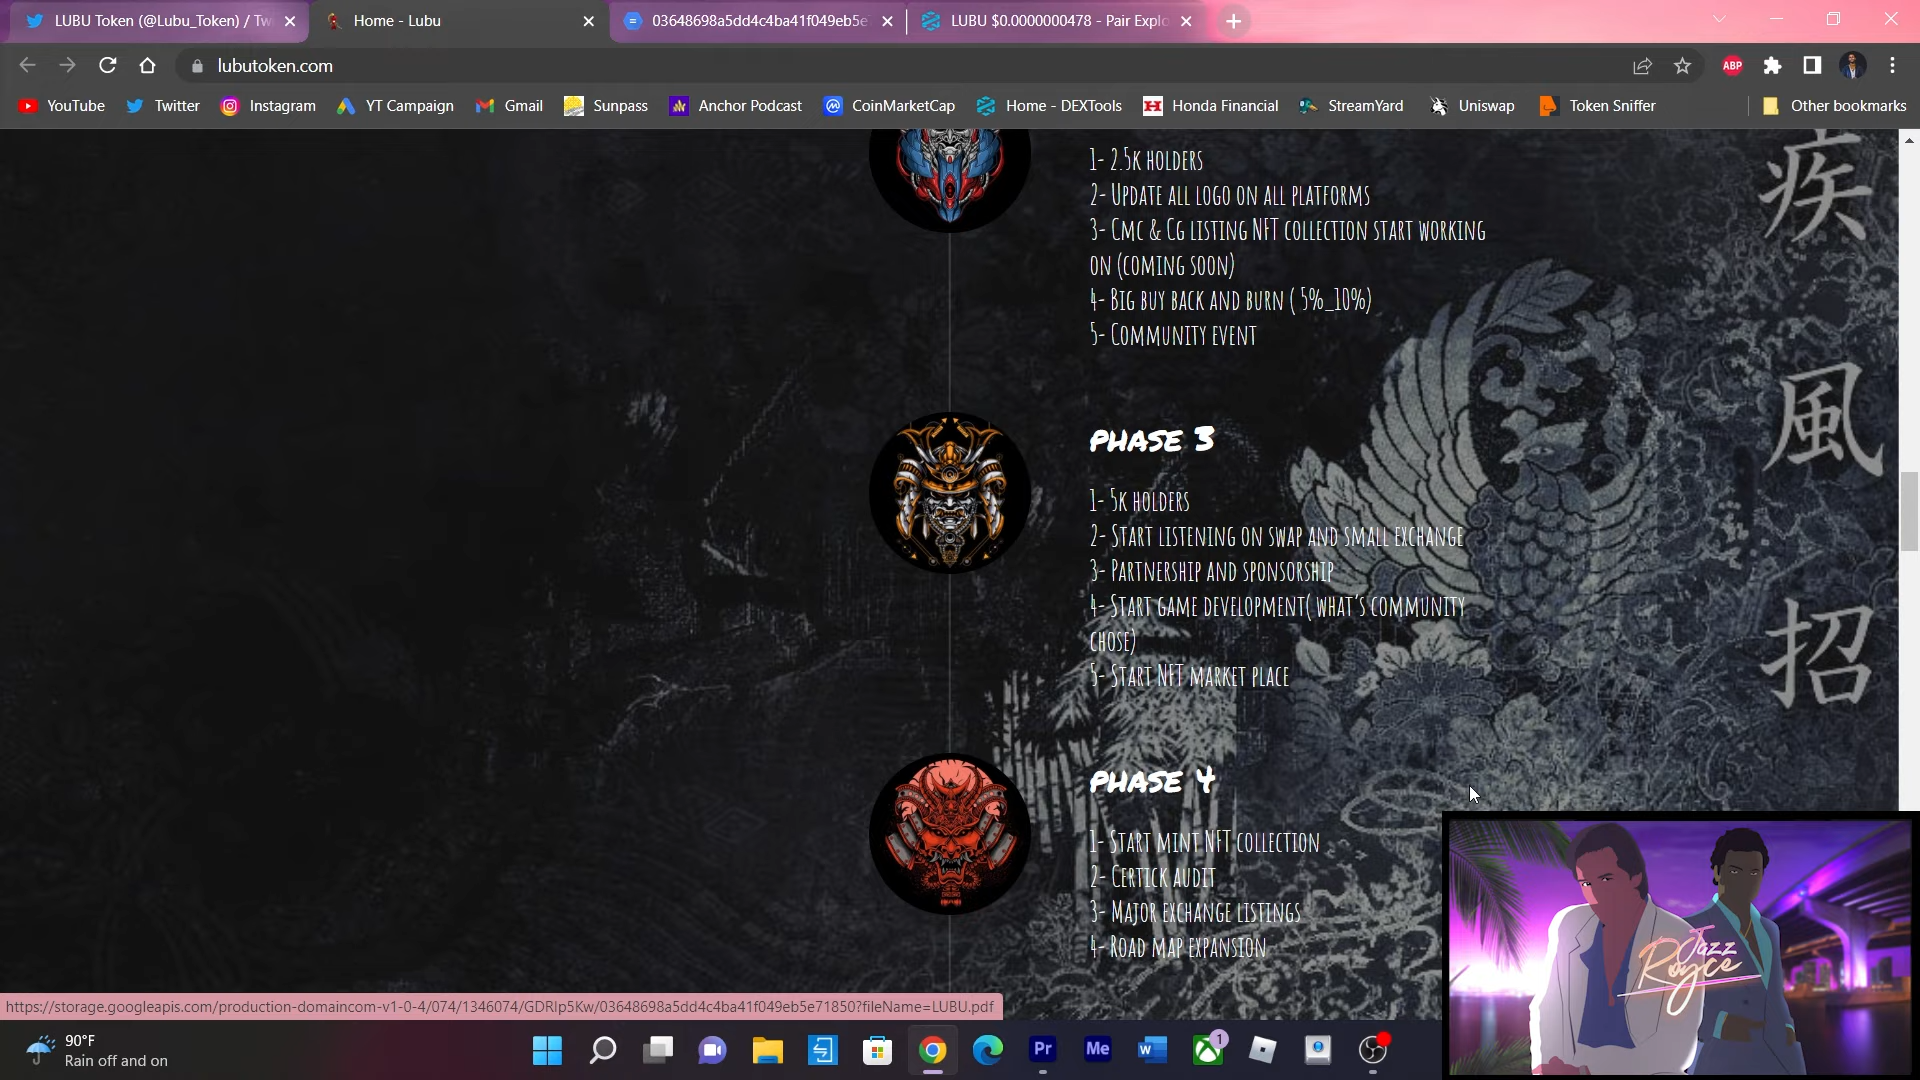 LUBU Token (@Lubu_Token) / Tw
Home - Lubu
03648698a5dd4c4ba41f049eb5e
LUBU $0.0000000478 - Pair Explo
lubutoken.com
ABP
YouTube
Twitter
Instagram
YT Campaign
Gmail
Sunpass
Anchor Podcast
CoinMarketCap
Home - DEXTools
Honda Financial
StreamYard
Uniswap
Token Sniffer
Other bookmarks
1- 2.5k holders
2- Update all logo on all platforms
3- Cmc & Cg listing NFT collection start working
on (coming soon)
4- Big buy back and burn ( 5%_10%)
5- Community event
PHASE 3
1- 5k holders
2- Start listening on swap and small exchange
3- Partnership and sponsorship
4- Start game development( what's community
chose)
5- Start NFT market place
PHASE 4
1- Start mint NFT collection
2- Certick audit
3- Major exchange listings
4- Road map expansion
疾
風
招
Jazz
Royce
https://storage.googleapis.com/production-domaincom-v1-0-4/074/1346074/GDRIp5Kw/03648698a5dd4c4ba41f049eb5e71850?fileName=LUBU.pdf
90°F
Rain off and on
Pr
Me
W
1